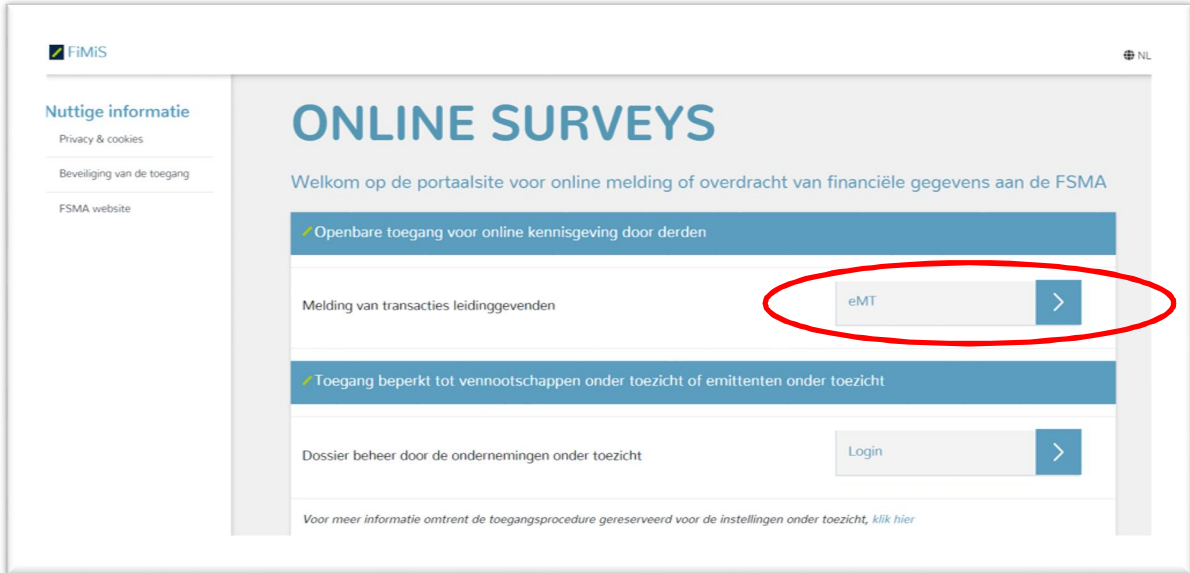 FiMiS
NL
Nuttige informatie
Privacy & cookies
Beveiliging van de toegang
FSMA website
ONLINE SURVEYS
Welkom op de portaalsite voor online melding of overdracht van financiële gegevens aan de FSMA
Openbare toegang voor online kennisgeving door derden
Melding van transacties leidinggevenden
eMT
Toegang beperkt tot vennootschappen onder toezicht of emittenten onder toezicht
Dossier beheer door de ondernemingen onder toezicht
Login
Voor meer informatie omtrent de toegangsprocedure gereserveerd voor de instellingen onder toezicht, klik hier